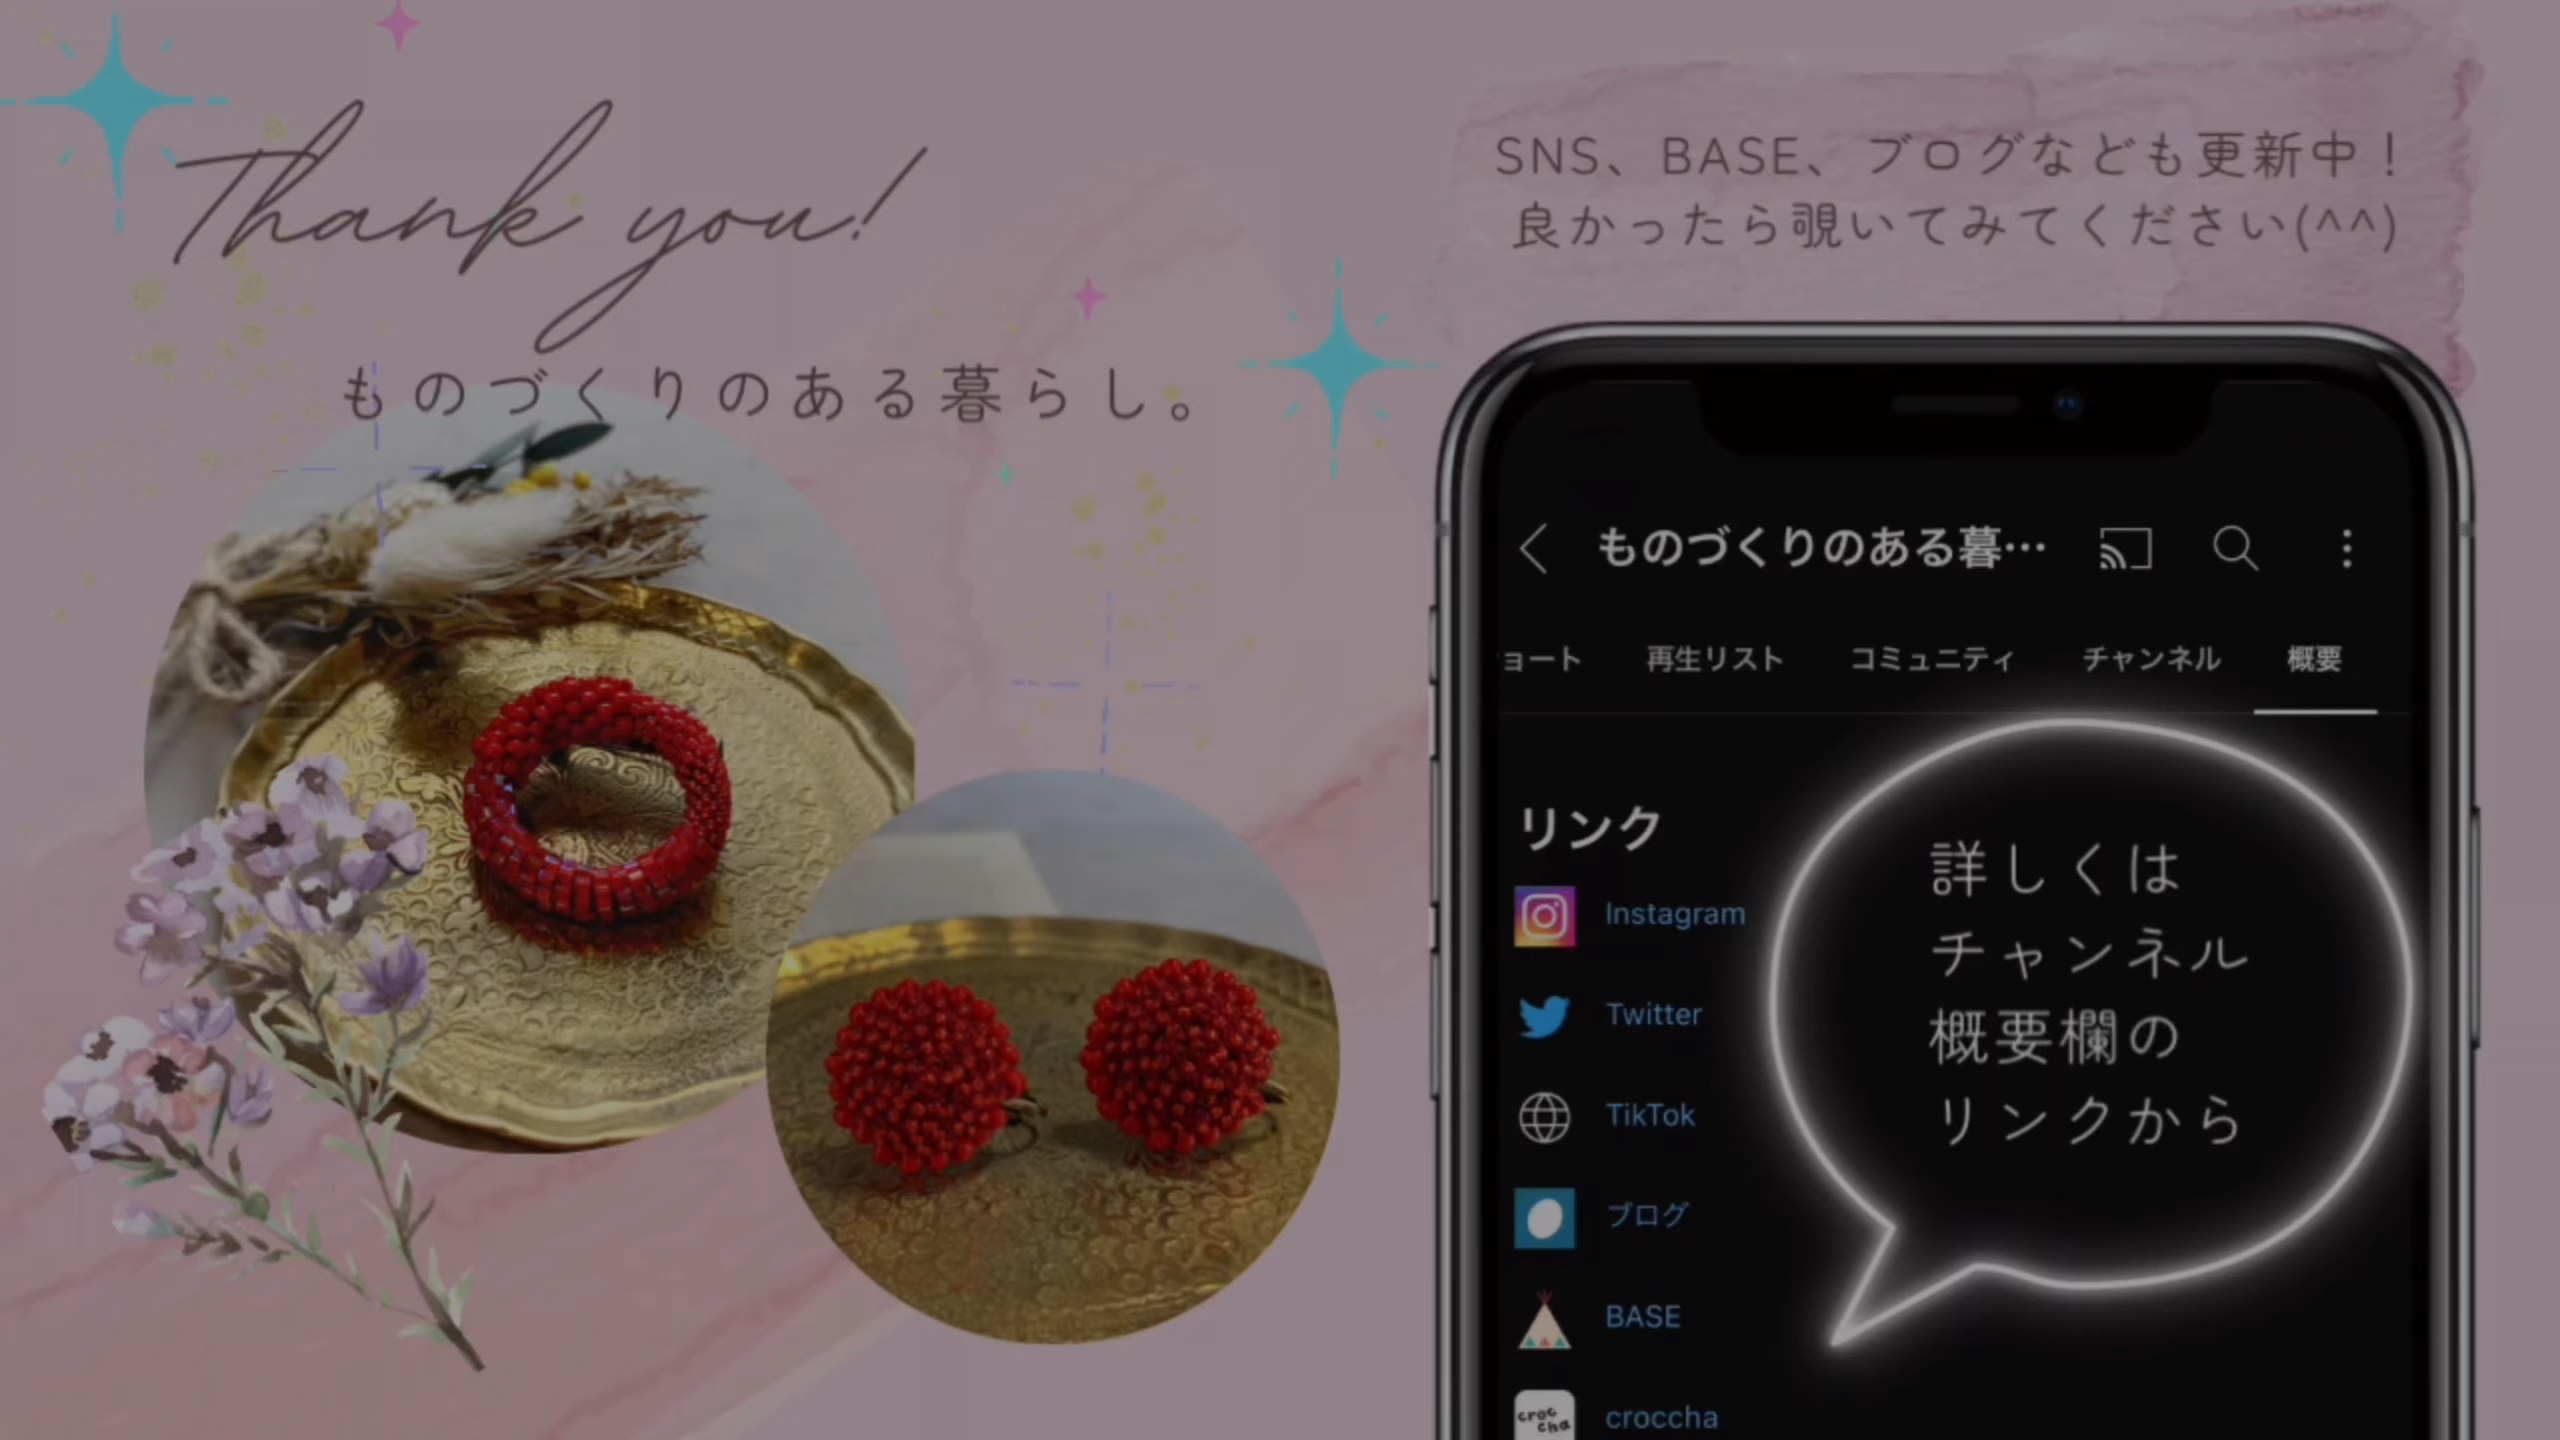 Thank you!
ものづくりのある暮らし。
SNS、BASE、ブログなども更新中！
良かったら覗いてみてください(^^)
ものづくりのある暮…
ョート 再生リスト コミュニティ チャンネル 概要
リンク
Instagram
Twitter
TikTok
ブログ
BASE
croc
cha
croccha
詳しくは
チャンネル
概要欄の
リンクから